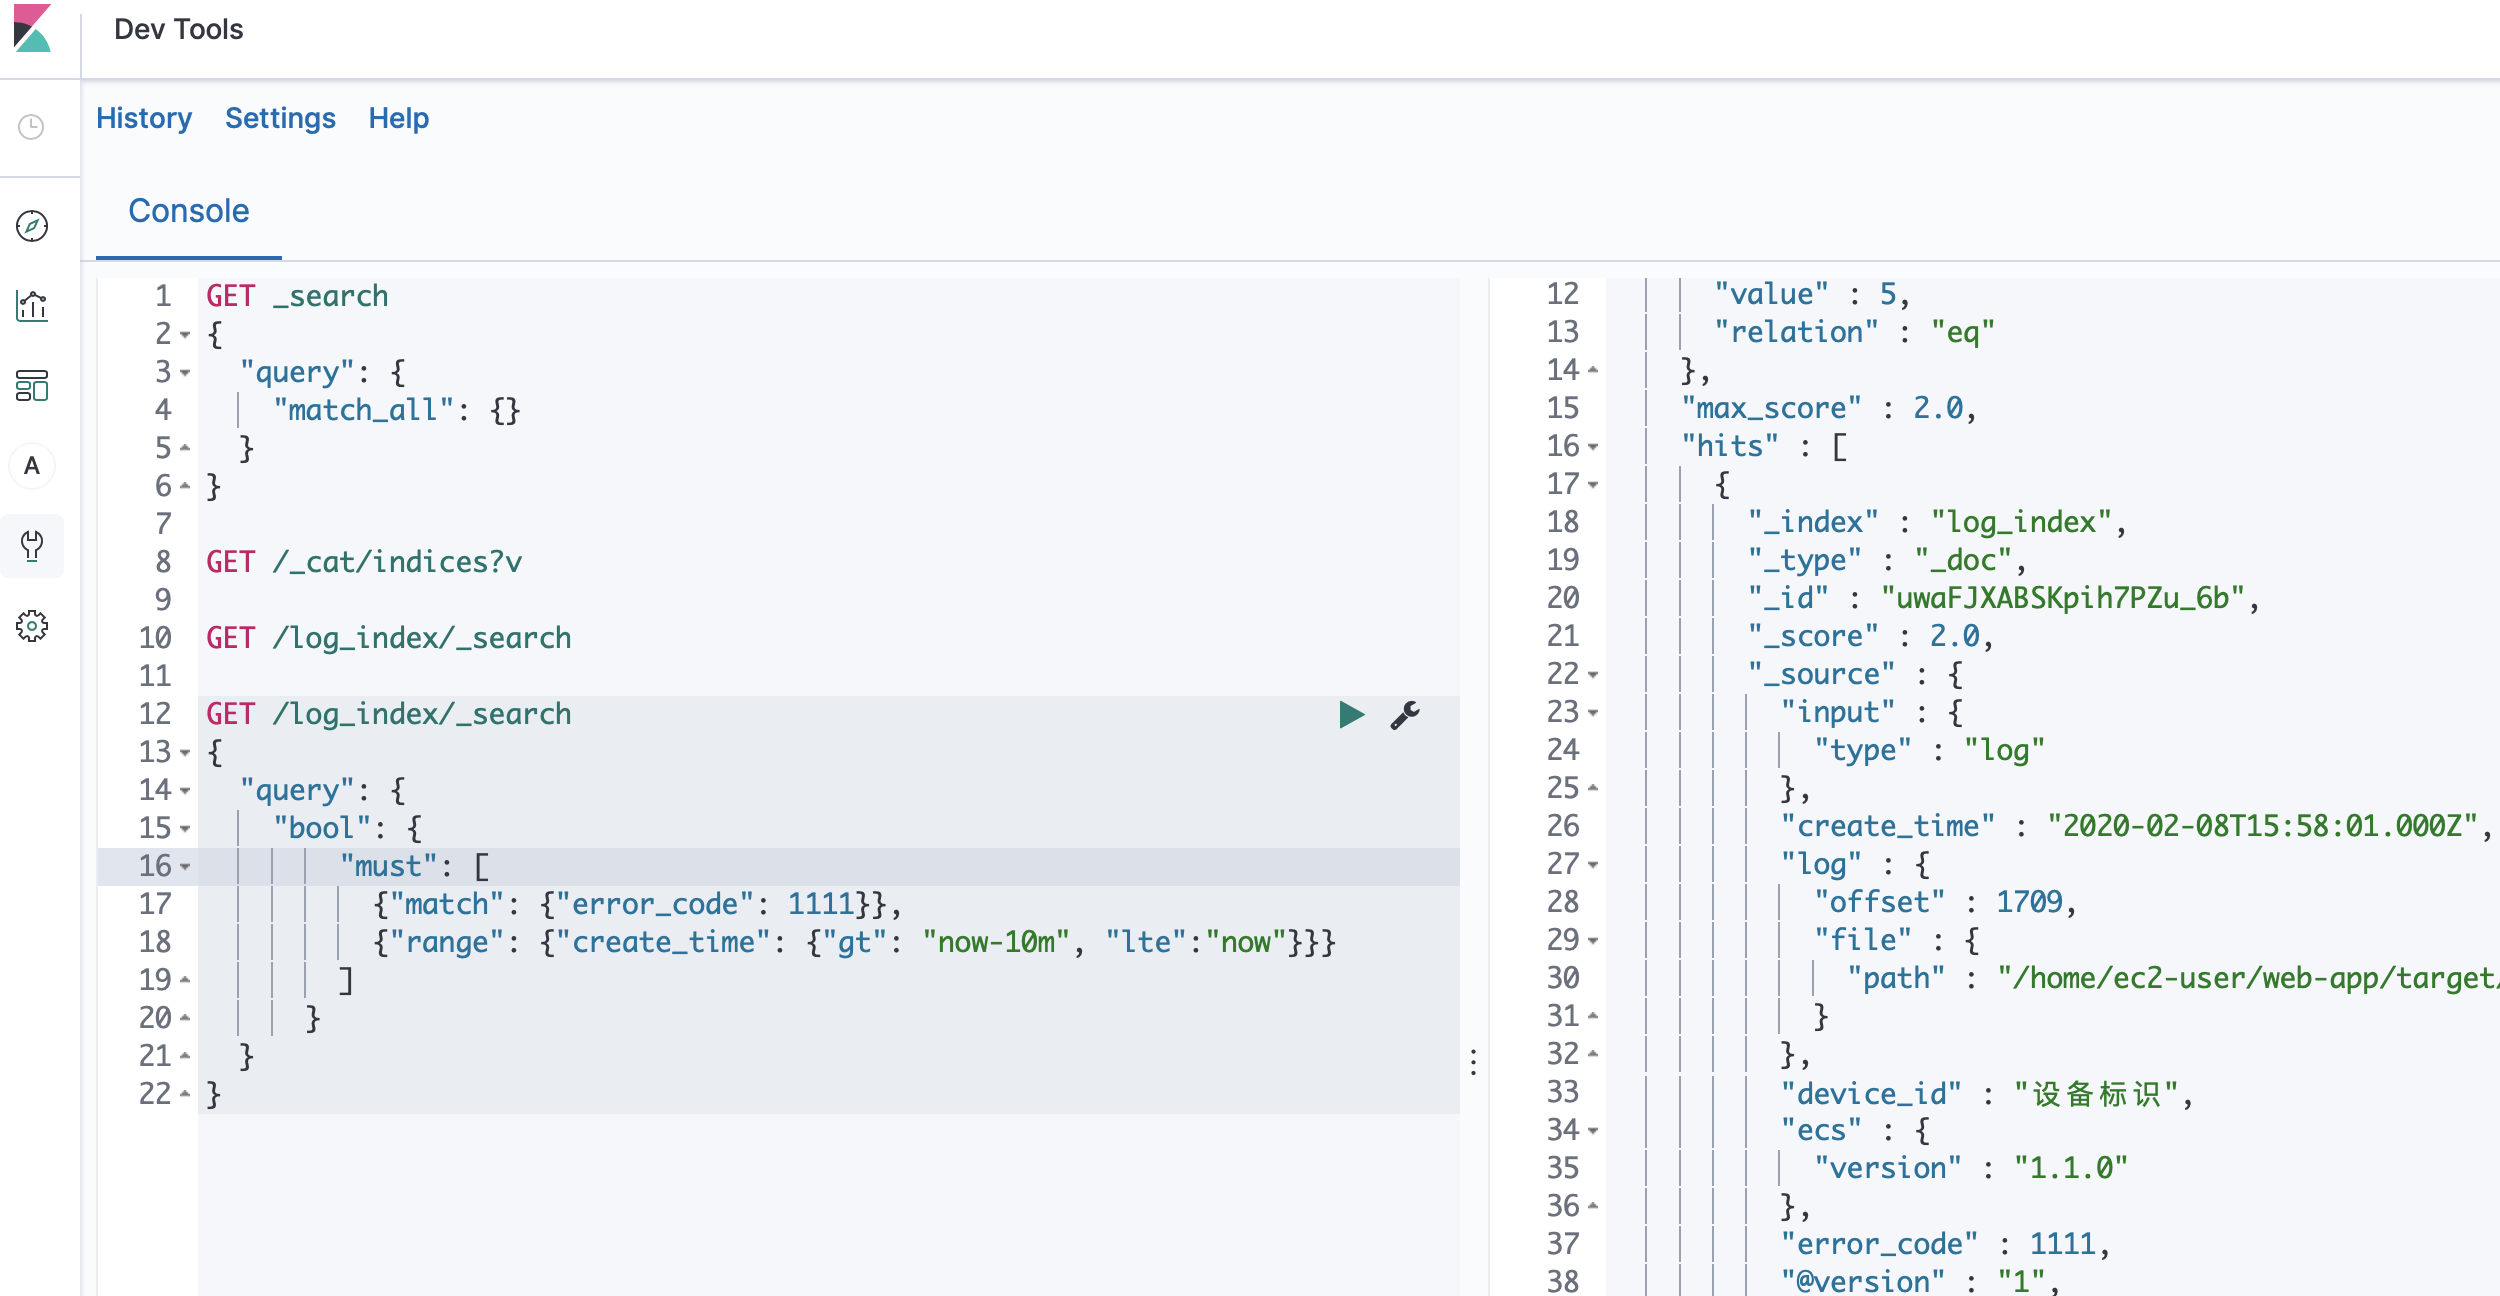 Dev Tools
History Settings Help
Console
A
1 GET _search
2 {
3 "query": {
4 "match_all": {}
5 }
6 }
7
8 GET /_cat/indices?v
9
10 GET /log_index/_search
11
12 GET /log_index/_search
13 {
14 "query": {
15 "bool": {
16 "must": [
17 {"match": {"error_code": 1111}},
18 {"range": {"create_time": {"gt": "now-10m", "lte":"now"}}}
19 ]
20 }
21 }
22 }
12 "value" : 5,
13 "relation" : "eq"
14 },
15 "max_score" : 2.0,
16 "hits" : [
17 {
18 "_index" : "log_index",
19 "_type" : "_doc",
20 "_id" : "uwaFJXABSKpih7PZu_6b",
21 "_score" : 2.0,
22 "_source" : {
23 "input" : {
24 "type" : "log"
25 },
26 "create_time" : "2020-02-08T15:58:01.000Z",
27 "log" : {
28 "offset" : 1709,
29 "file" : {
30 "path" : "/home/ec2-user/web-app/target/
31 }
32 },
33 "device_id" : "设备标识",
34 "ecs" : {
35 "version" : "1.1.0"
36 },
37 "error_code" : 1111,
38 "@version" : "1",